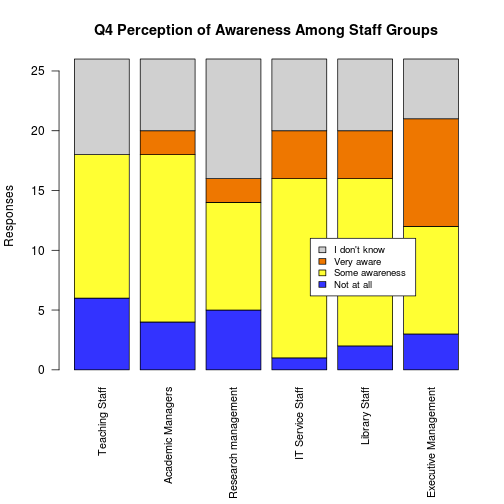 Q4 Perception of Awareness Among Staff Groups
Responses
25
20
15
10
5
0
I don't know
Very aware
Some awareness
Not at all
Teaching Staff
Academic Managers
Research management
IT Service Staff
Library Staff
Executive Management